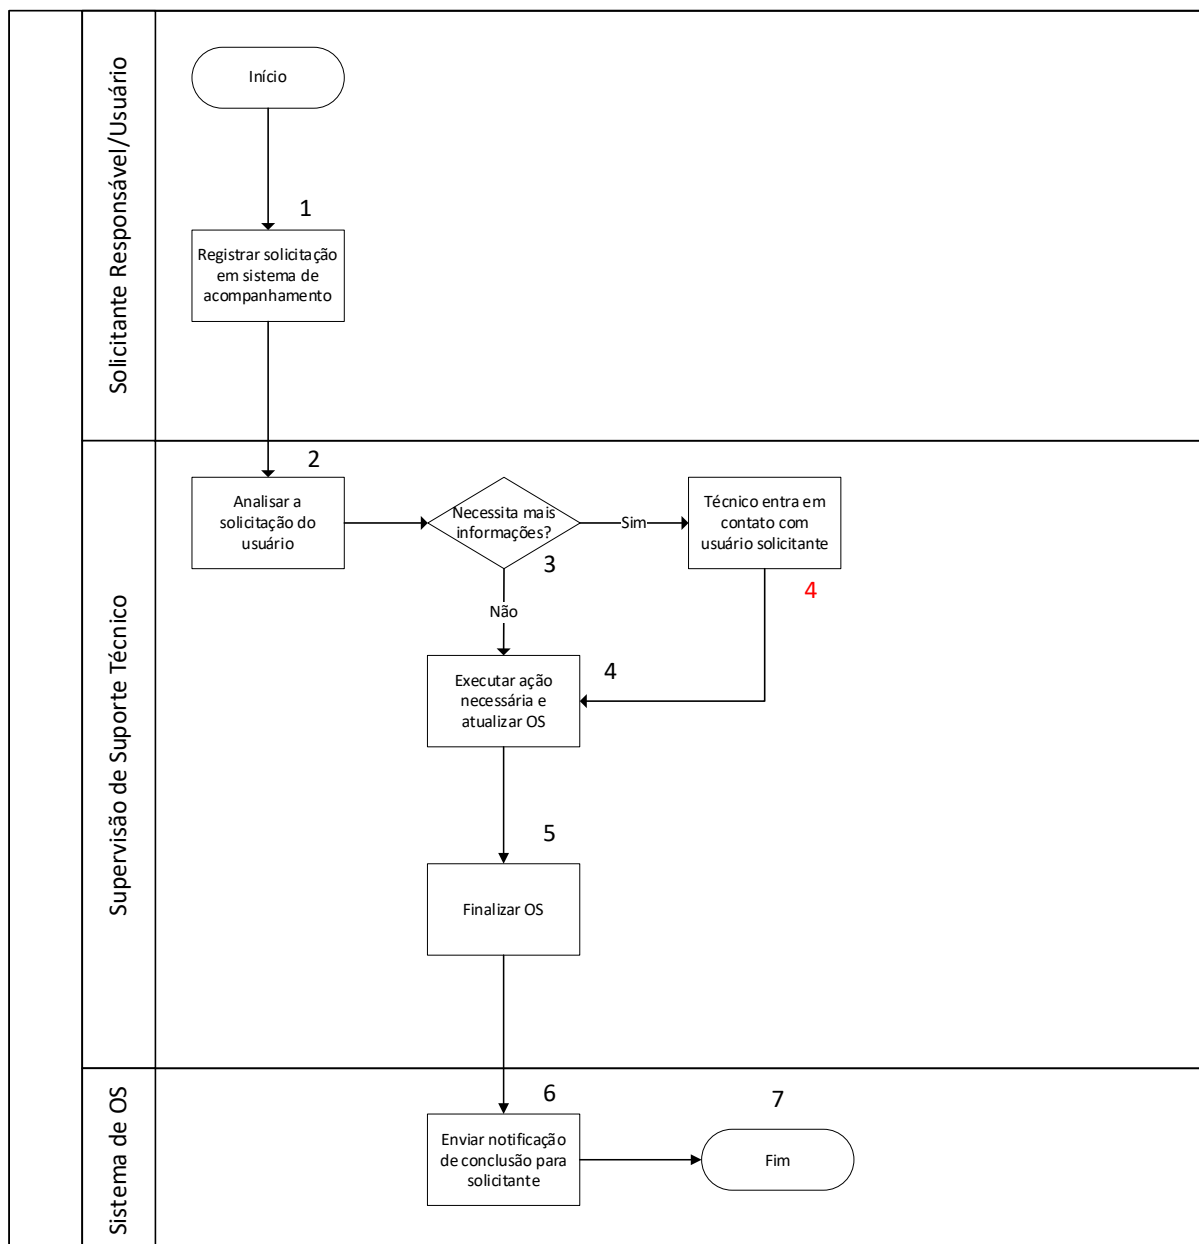 Solicitante Responsável/Usuário
Início
1
Registrar solicitação
em sistema de
acompanhamento
Supervisão de Suporte Técnico
2
Analisar a
solicitação do
usuário
Necessita mais
informações?
3
Sim
Técnico entra em
contato com
usuário solicitante
4
Não
Executar ação
necessária e
atualizar OS
4
5
Finalizar OS
Sistema de OS
6
Enviar notificação
de conclusão para
solicitante
7
Fim